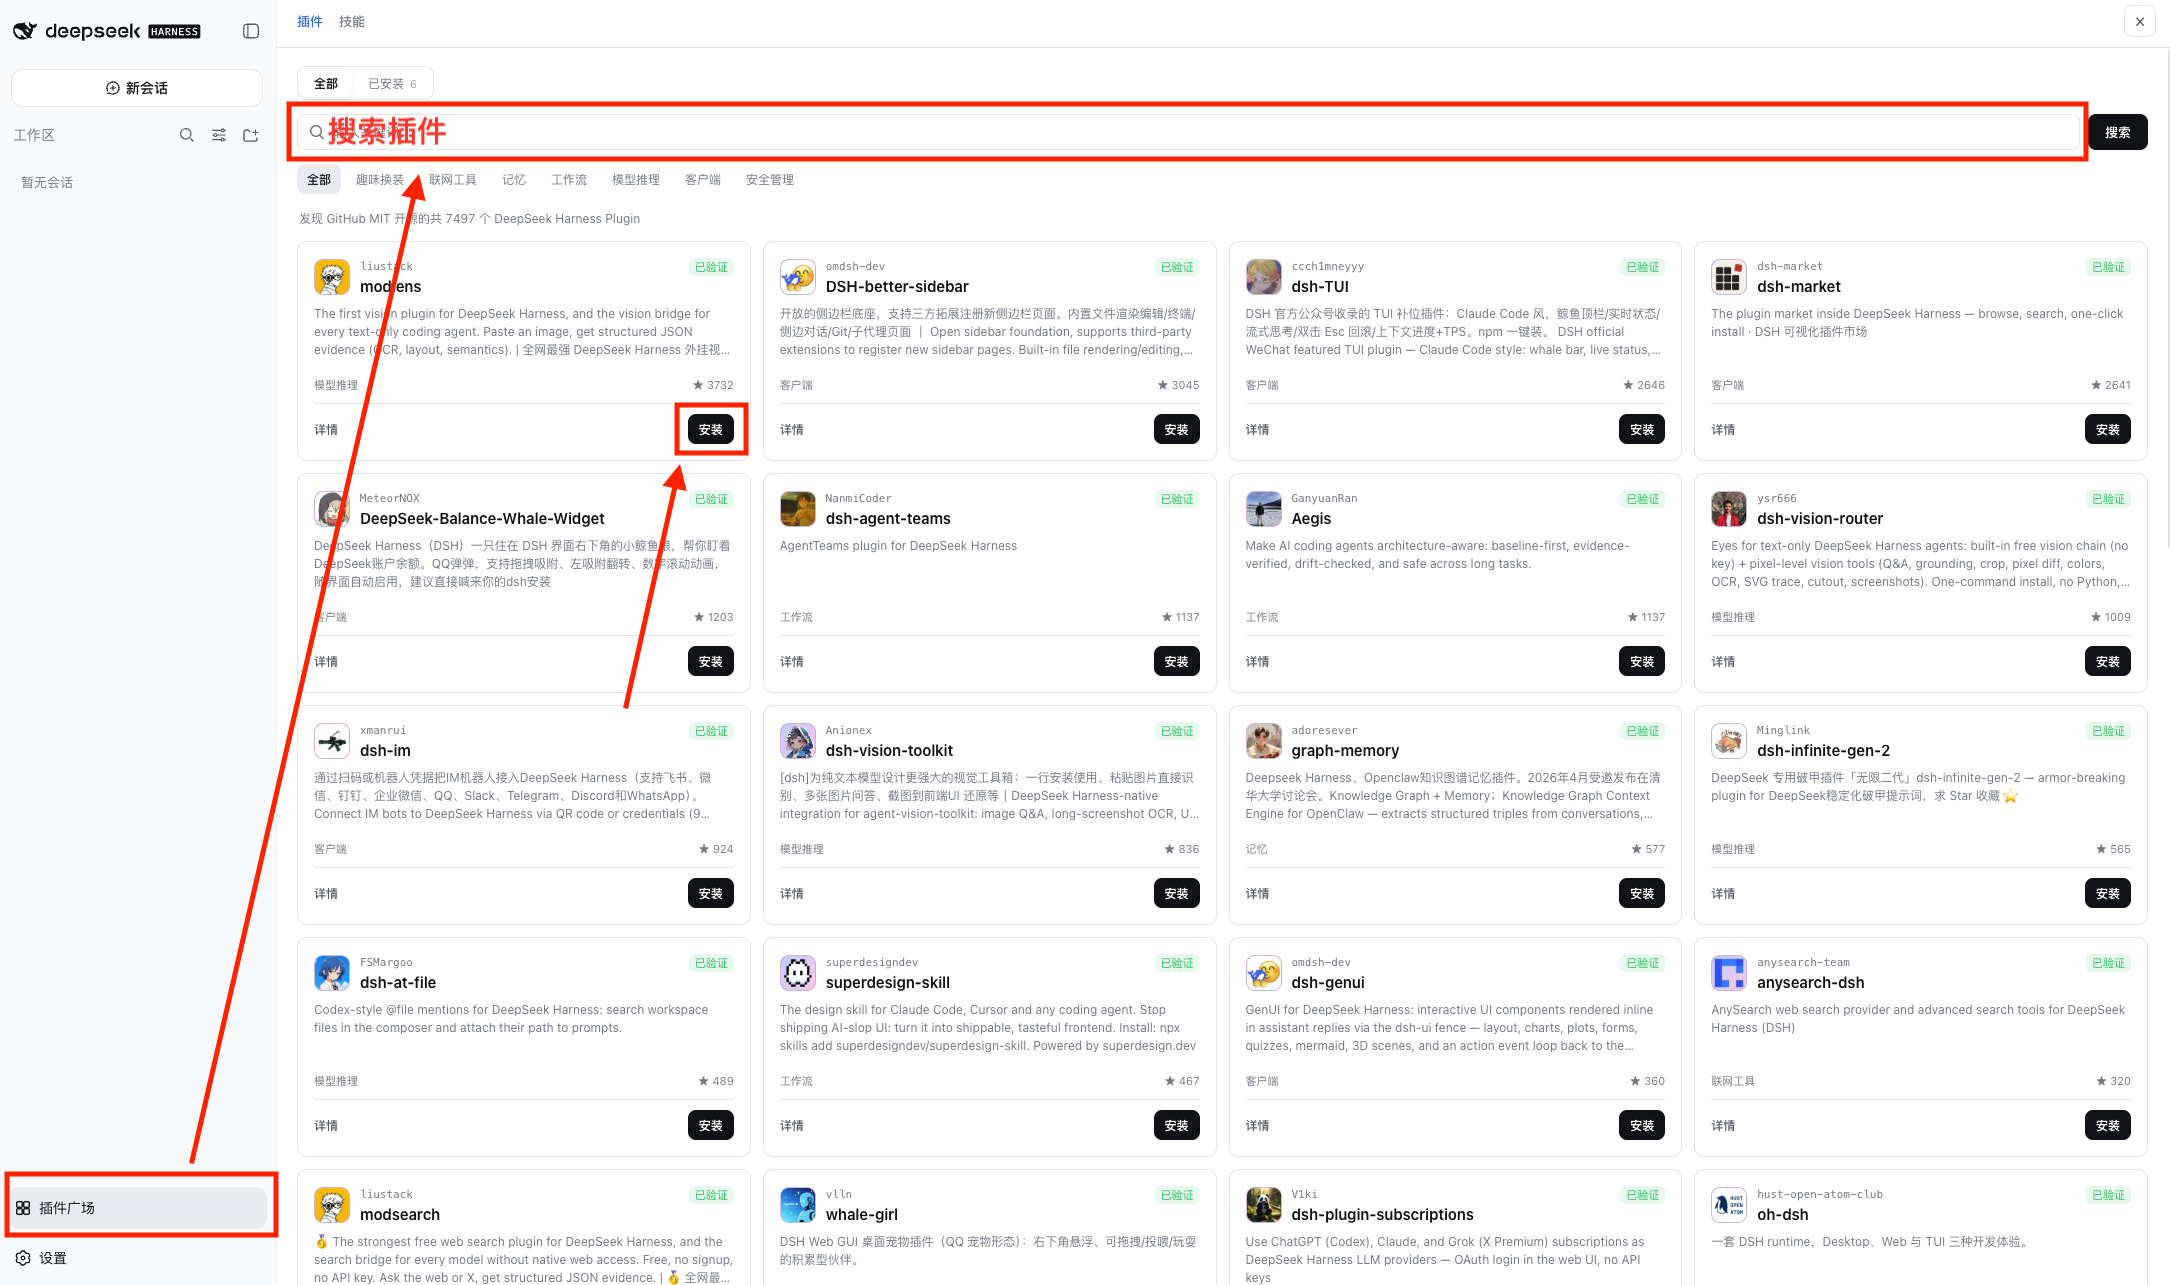 deepseek HARNESS
新会话
工作区
暂无会话
插件广场
设置
插件 技能
全部 已安装 6
搜索插件
搜索
全部 趣味换装 联网工具 记忆 工作流 模型推理 客户端 安全管理
发现 GitHub MIT 开源的共 7497 个 DeepSeek Harness Plugin
liustack 已验证
modlens
The first vision plugin for DeepSeek Harness, and the vision bridge for
every text-only coding agent. Paste an image, get structured JSON
evidence (OCR, layout, semantics). | 全网最强 DeepSeek Harness 外挂视...
模型推理 ★ 3732
详情 安装
omdsh-dev 已验证
DSH-better-sidebar
开放的侧边栏底座，支持三方拓展注册新侧边栏页面。内置文件渲染编辑/终端/
侧边对话/Git/子代理页面 ｜ Open sidebar foundation, supports third-party
extensions to register new sidebar pages. Built-in file rendering/editing,...
客户端 ★ 3045
详情 安装
ccch1mneyyy 已验证
dsh-TUI
DSH 官方公众号收录的 TUI 补位插件：Claude Code 风，鲸鱼顶栏/实时状态/
流式思考/双击 Esc 回滚/上下文进度+TPS。npm 一键装。 DSH official
WeChat featured TUI plugin — Claude Code style: whale bar, live status,...
客户端 ★ 2646
详情 安装
dsh-market 已验证
dsh-market
The plugin market inside DeepSeek Harness — browse, search, one-click
install · DSH 可视化插件市场
客户端 ★ 2641
详情 安装
MeteorNOX 已验证
DeepSeek-Balance-Whale-Widget
DeepSeek Harness（DSH）一只住在 DSH 界面右下角的小鲸鱼娘，帮你盯着
DeepSeek账户余额。QQ弹弹，支持拖拽吸附、左吸附翻转、数字滚动动画，
随界面自动启用，建议直接喊来你的dsh安装
客户端 ★ 1203
详情 安装
NanmiCoder 已验证
dsh-agent-teams
AgentTeams plugin for DeepSeek Harness
工作流 ★ 1137
详情 安装
GanyuanRan 已验证
Aegis
Make AI coding agents architecture-aware: baseline-first, evidence-
verified, drift-checked, and safe across long tasks.
工作流 ★ 1137
详情 安装
ysr666 已验证
dsh-vision-router
Eyes for text-only DeepSeek Harness agents: built-in free vision chain (no
key) + pixel-level vision tools (Q&A, grounding, crop, pixel diff, colors,
OCR, SVG trace, cutout, screenshots). One-command install, no Python,...
模型推理 ★ 1009
详情 安装
xmanrui 已验证
dsh-im
通过扫码或机器人凭据把IM机器人接入DeepSeek Harness（支持飞书、微
信、钉钉、企业微信、QQ、Slack、Telegram、Discord和WhatsApp）。
Connect IM bots to DeepSeek Harness via QR code or credentials (9...
客户端 ★ 924
详情 安装
Anionex 已验证
dsh-vision-toolkit
[dsh]为纯文本模型设计更强大的视觉工具箱：一行安装使用、粘贴图片直接识
别、多张图片问答、截图到前端UI 还原等 | DeepSeek Harness-native
integration for agent-vision-toolkit: image Q&A, long-screenshot OCR, U...
模型推理 ★ 836
详情 安装
adoresever 已验证
graph-memory
Deepseek Harness、Openclaw知识图谱记忆插件。2026年4月受邀发布在清
华大学讨论会。Knowledge Graph + Memory；Knowledge Graph Context
Engine for OpenClaw — extracts structured triples from conversations,...
记忆 ★ 577
详情 安装
Minglink 已验证
dsh-infinite-gen-2
DeepSeek 专用破甲插件「无限二代」dsh-infinite-gen-2 — armor-breaking
plugin for DeepSeek稳定化破甲提示词，求 Star 收藏 ⭐
模型推理 ★ 565
详情 安装
FSMargoo 已验证
dsh-at-file
Codex-style @file mentions for DeepSeek Harness: search workspace
files in the composer and attach their path to prompts.
模型推理 ★ 489
详情 安装
superdesigndev 已验证
superdesign-skill
The design skill for Claude Code, Cursor and any coding agent. Stop
shipping AI-slop UI: turn it into shippable, tasteful frontend. Install: npx
skills add superdesigndev/superdesign-skill. Powered by superdesign.dev
工作流 ★ 467
详情 安装
omdsh-dev 已验证
dsh-genui
GenUI for DeepSeek Harness: interactive UI components rendered inline
in assistant replies via the dsh-ui fence — layout, charts, plots, forms,
quizzes, mermaid, 3D scenes, and an action event loop back to the...
客户端 ★ 360
详情 安装
anysearch-team 已验证
anysearch-dsh
AnySearch web search provider and advanced search tools for DeepSeek
Harness (DSH)
联网工具 ★ 320
详情 安装
liustack 已验证
modsearch
🥇 The strongest free web search plugin for DeepSeek Harness, and the
search bridge for every model without native web access. Free, no signup,
no API key. Ask the web or X, get structured JSON evidence. | 🥇 全网最...
vlln 已验证
whale-girl
DSH Web GUI 桌面宠物插件（QQ 宠物形态）：右下角悬浮、可拖拽/投喂/玩耍
的积累型伙伴。
V1ki 已验证
dsh-plugin-subscriptions
Use ChatGPT (Codex), Claude, and Grok (X Premium) subscriptions as
DeepSeek Harness LLM providers — OAuth login in the web UI, no API
keys
hust-open-atom-club 已验证
oh-dsh
一套 DSH runtime，Desktop、Web 与 TUI 三种开发体验。